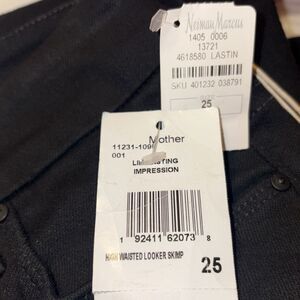 Neiman Marcus
1405 0006
13721
4618580 LASTIN
SKU 401232 038791
25
Mother
11231-109
001
IMPRESSION
1 92411 62073 8
HIGH WAISTED LOOKER SKIMP
25